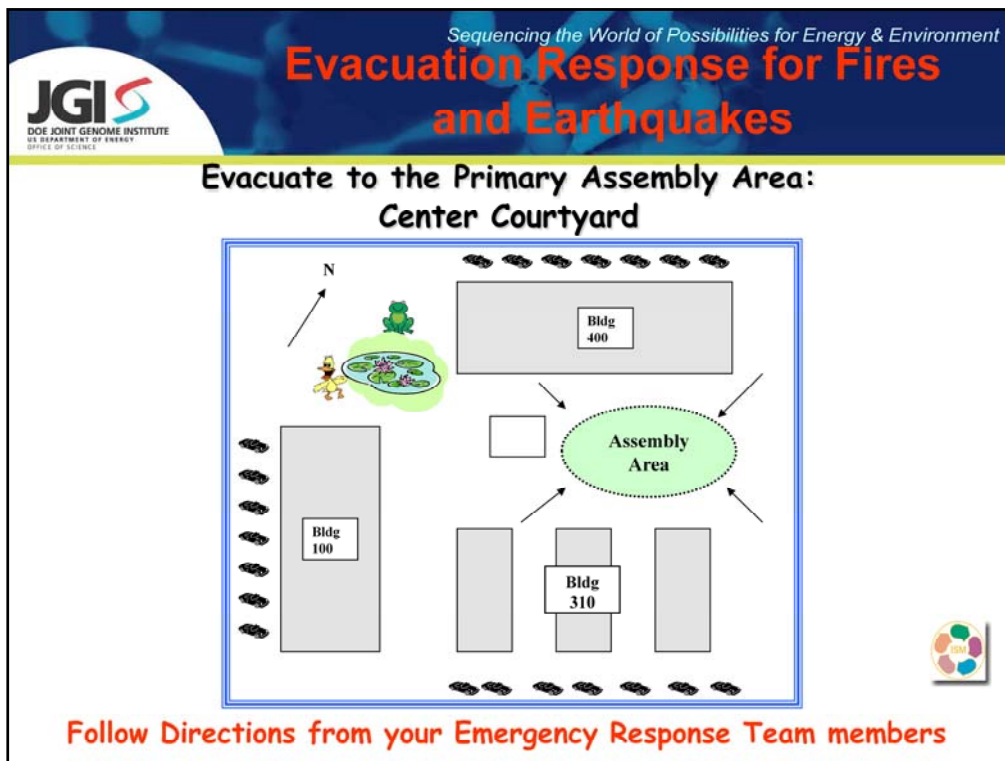 Sequencing the World of Possibilities for Energy & Environment
Evacuation Response for Fires
and Earthquakes
JGI
DOE JOINT GENOME INSTITUTE
US DEPARTMENT OF ENERGY
OFFICE OF SCIENCE
Evacuate to the Primary Assembly Area:
Center Courtyard
N
Bldg
400
Assembly
Area
Bldg
100
Bldg
310
ISM
Follow Directions from your Emergency Response Team members